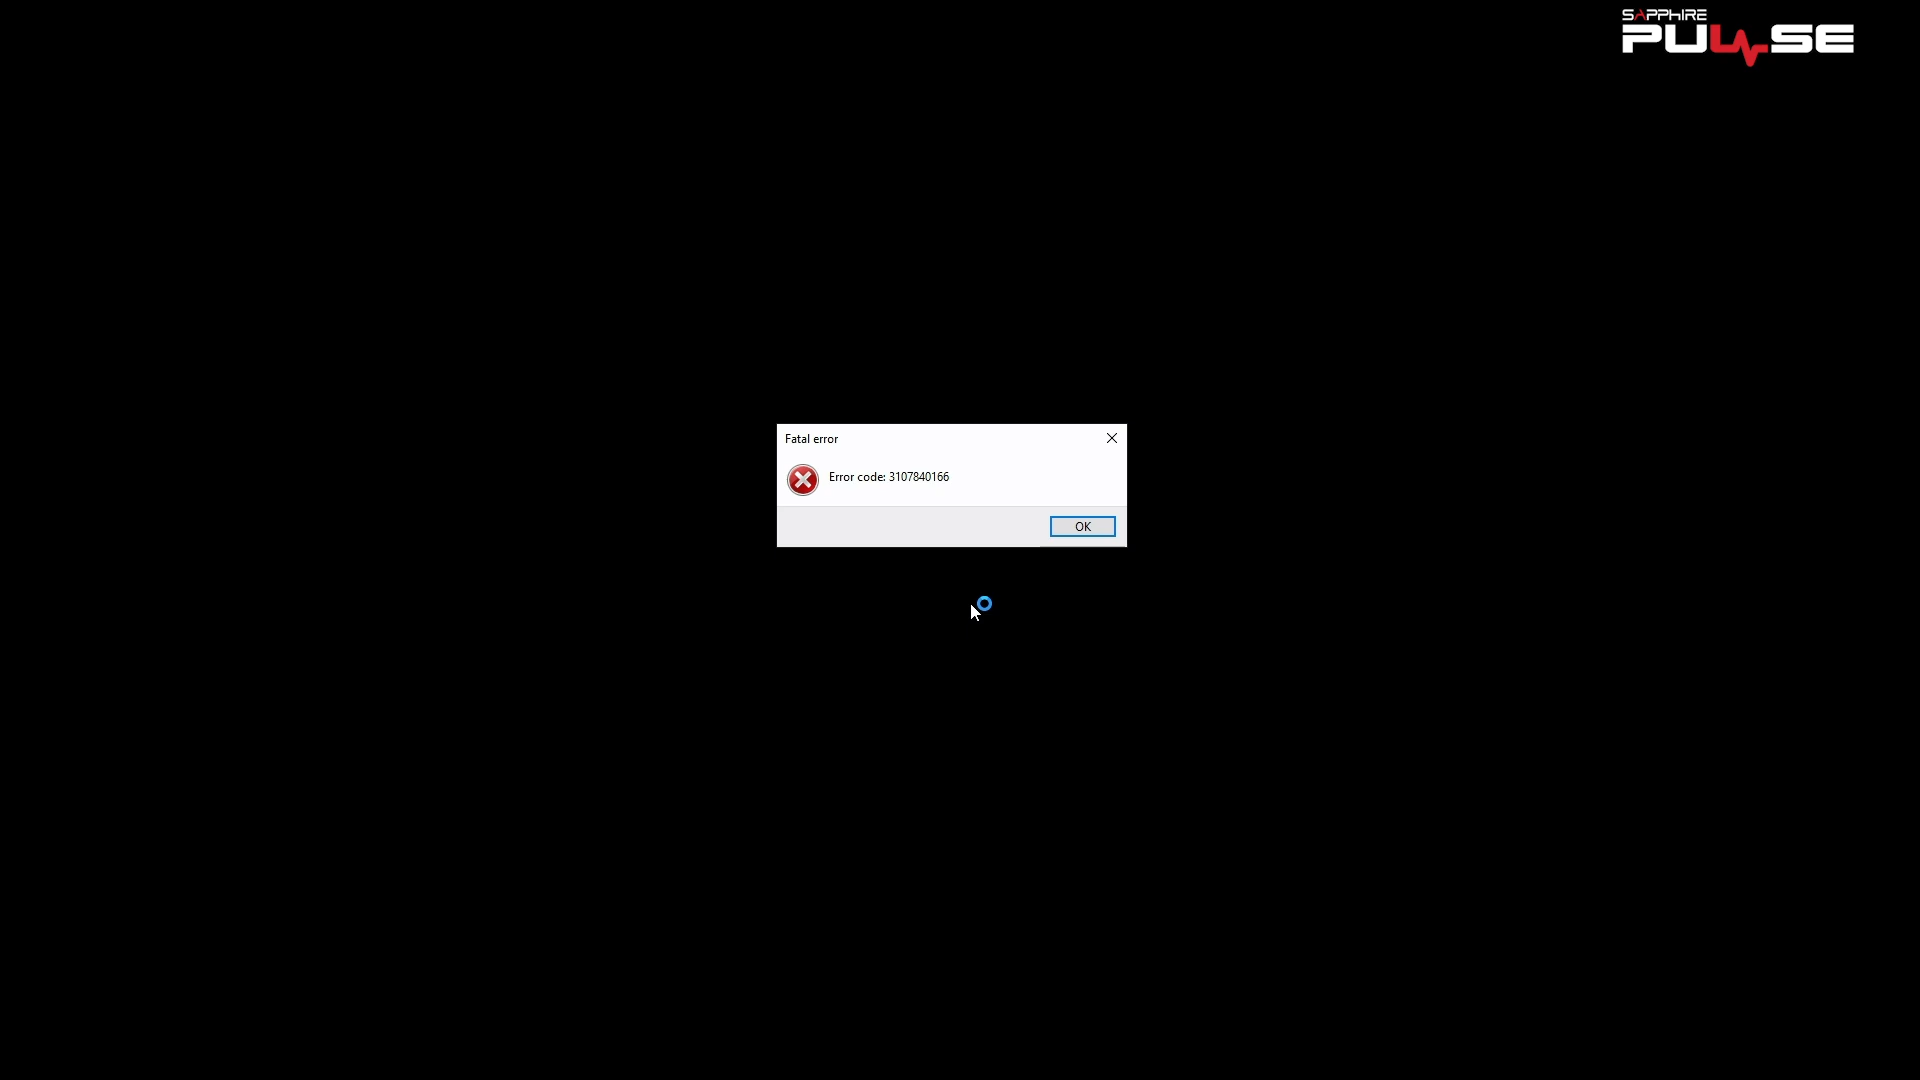 SAPPHIRE
PULSE
Fatal error
Error code: 3107840166
OK